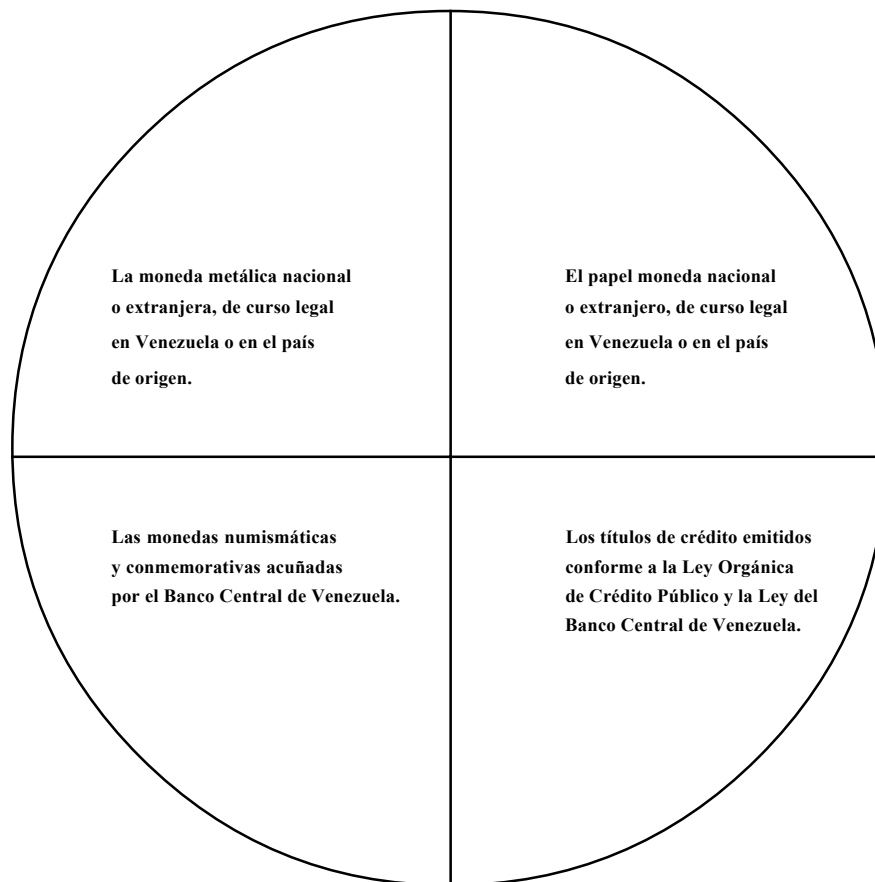 La moneda metálica nacional
o extranjera, de curso legal
en Venezuela o en el país
de origen.
El papel moneda nacional
o extranjero, de curso legal
en Venezuela o en el país
de origen.
Las monedas numismáticas
y conmemorativas acuñadas
por el Banco Central de Venezuela.
Los títulos de crédito emitidos
conforme a la Ley Orgánica
de Crédito Público y la Ley del
Banco Central de Venezuela.